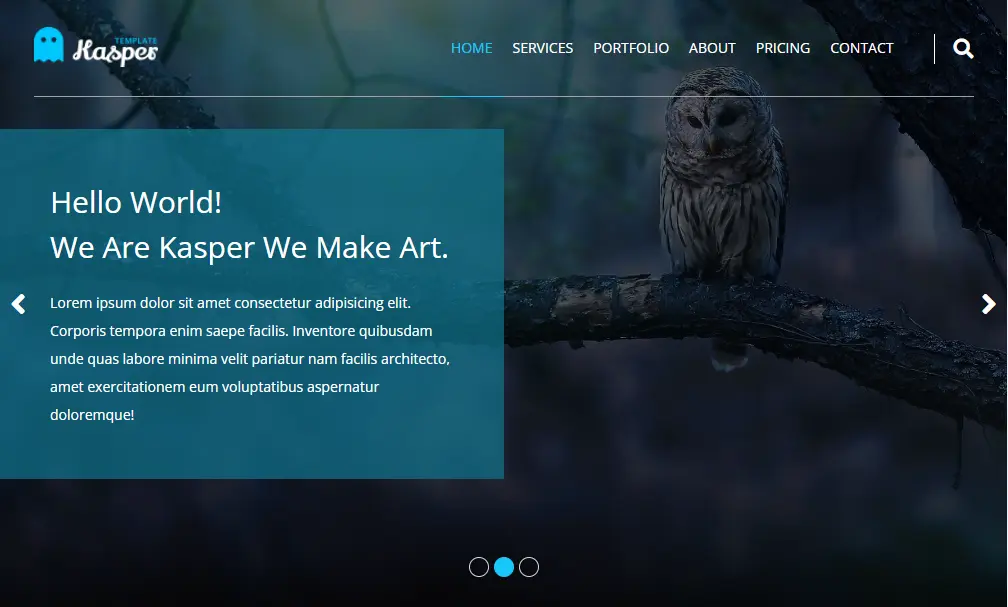 TEMPLATE
Kasper
HOME SERVICES PORTFOLIO ABOUT PRICING CONTACT
Hello World!
We Are Kasper We Make Art.
Lorem ipsum dolor sit amet consectetur adipisicing elit.
Corporis tempora enim saepe facilis. Inventore quibusdam
unde quas labore minima velit pariatur nam facilis architecto,
amet exercitationem eum voluptatibus aspernatur
doloremque!